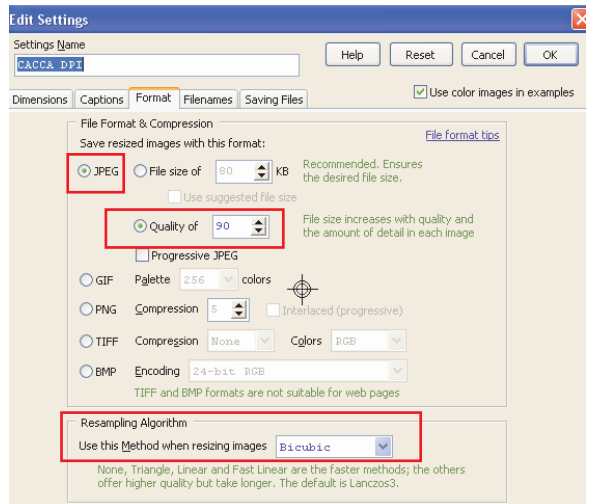 Edit Settings
Settings Name
CACCA DPI
Help Reset Cancel OK
Dimensions Captions Format Filenames Saving Files
Use color images in examples
File Format & Compression
Save resized images with this format:
File format tips
JPEG File size of 80 KB Recommended. Ensures
the desired file size.
Use suggested file size
Quality of 90 File size increases with quality and
the amount of detail in each image
Progressive JPEG
GIF Palette 256 colors
PNG Compression 5 Interlaced (progressive)
TIFF Compression None Colors RGB
BMP Encoding 24-bit RGB
TIFF and BMP formats are not suitable for web pages
Resampling Algorithm
Use this Method when resizing images Bicubic
None, Triangle, Linear and Fast Linear are the faster methods; the others
offer higher quality but take longer. The default is Lanczos3.